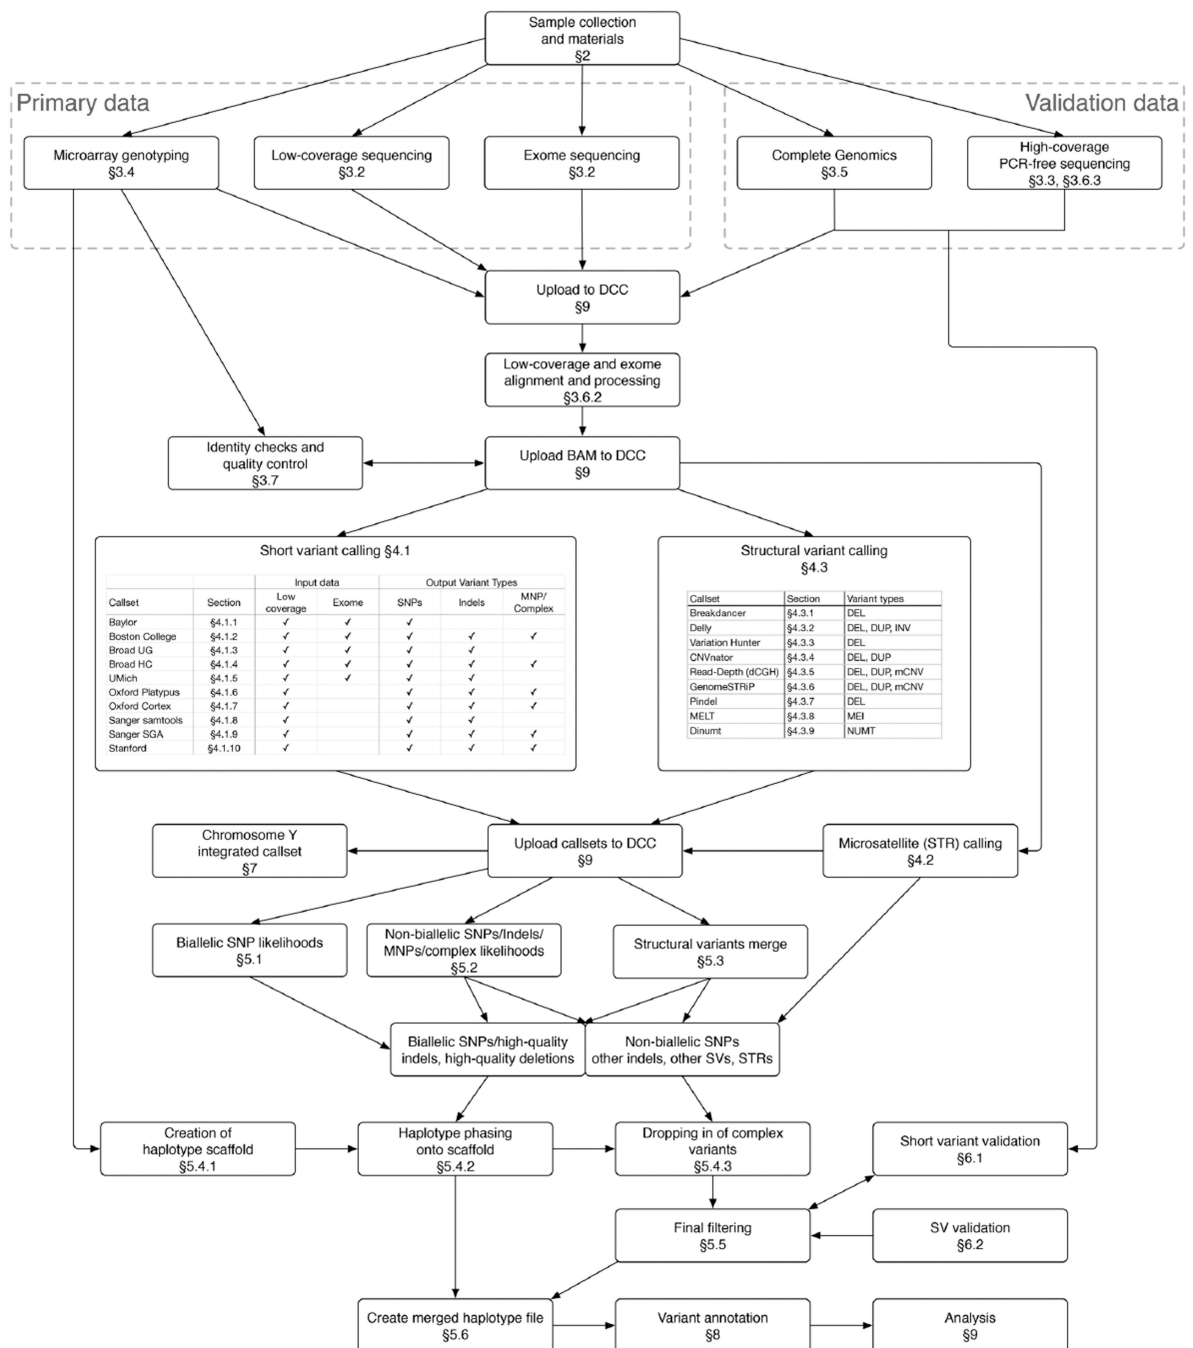 Sample collection
and materials
§2
Primary data
Validation data
Microarray genotyping
§3.4
Low-coverage sequencing
§3.2
Exome sequencing
§3.2
Complete Genomics
§3.5
High-coverage
PCR-free sequencing
§3.3, §3.6.3
Upload to DCC
§9
Low-coverage and exome
alignment and processing
§3.6.2
Identity checks and
quality control
§3.7
Upload BAM to DCC
§9
Short variant calling §4.1
Input data Output Variant Types
Callset Section Low coverage Exome SNPs Indels MNP/ Complex
Baylor §4.1.1 ✓ ✓ ✓
Boston College §4.1.2 ✓ ✓ ✓ ✓ ✓
Broad UG §4.1.3 ✓ ✓ ✓ ✓
Broad HC §4.1.4 ✓ ✓ ✓ ✓ ✓
UMich §4.1.5 ✓ ✓ ✓ ✓
Oxford Platypus §4.1.6 ✓ ✓ ✓ ✓
Oxford Cortex §4.1.7 ✓ ✓ ✓ ✓
Sanger samtools §4.1.8 ✓ ✓ ✓
Sanger SGA §4.1.9 ✓ ✓ ✓ ✓
Stanford §4.1.10 ✓ ✓ ✓ ✓
Structural variant calling
§4.3
Callset Section Variant types
Breakdancer §4.3.1 DEL
Delly §4.3.2 DEL, DUP, INV
Variation Hunter §4.3.3 DEL
CNVnator §4.3.4 DEL, DUP
Read-Depth (dCGH) §4.3.5 DEL, DUP, mCNV
GenomeSTRiP §4.3.6 DEL, DUP, mCNV
Pindel §4.3.7 DEL
MELT §4.3.8 MEI
Dinumt §4.3.9 NUMT
Chromosome Y
integrated callset
§7
Upload callsets to DCC
§9
Microsatellite (STR) calling
§4.2
Biallelic SNP likelihoods
§5.1
Non-biallelic SNPs/Indels/
MNPs/complex likelihoods
§5.2
Structural variants merge
§5.3
Biallelic SNPs/high-quality
indels, high-quality deletions
Non-biallelic SNPs
other indels, other SVs, STRs
Creation of
haplotype scaffold
§5.4.1
Haplotype phasing
onto scaffold
§5.4.2
Dropping in of complex
variants
§5.4.3
Short variant validation
§6.1
Final filtering
§5.5
SV validation
§6.2
Create merged haplotype file
§5.6
Variant annotation
§8
Analysis
§9